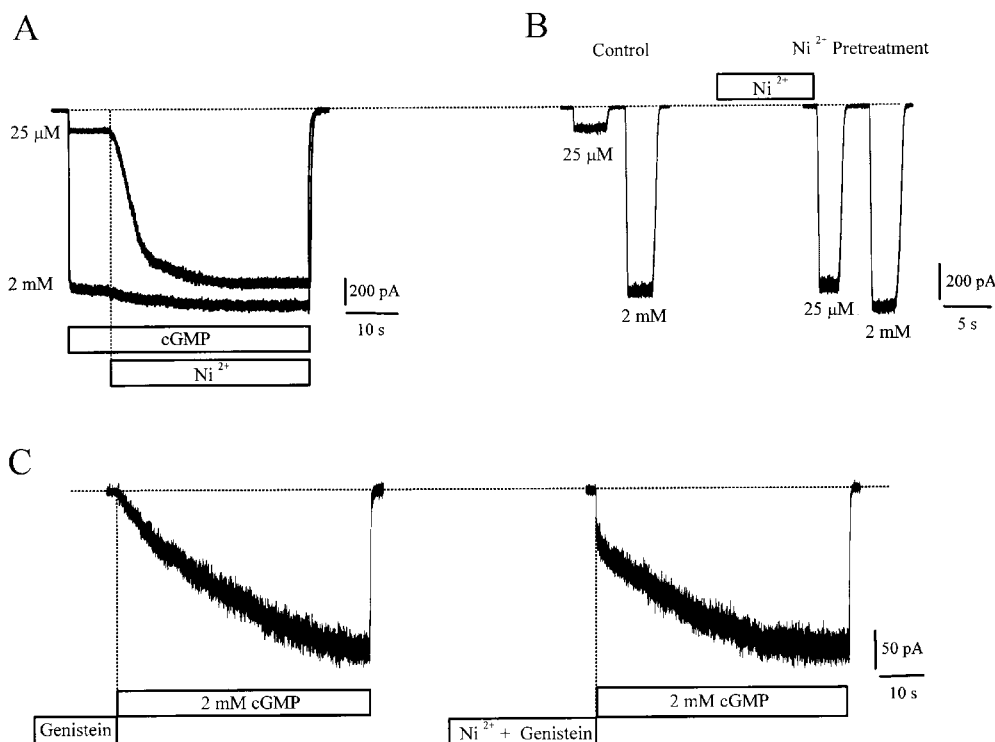 A
25 μM
2 mM
200 pA
10 s
cGMP
Ni 2+
B
Control
Ni 2+ Pretreatment
Ni 2+
25 μM
2 mM
25 μM
2 mM
200 pA
5 s
C
50 pA
10 s
2 mM cGMP
2 mM cGMP
Genistein
Ni 2+ + Genistein